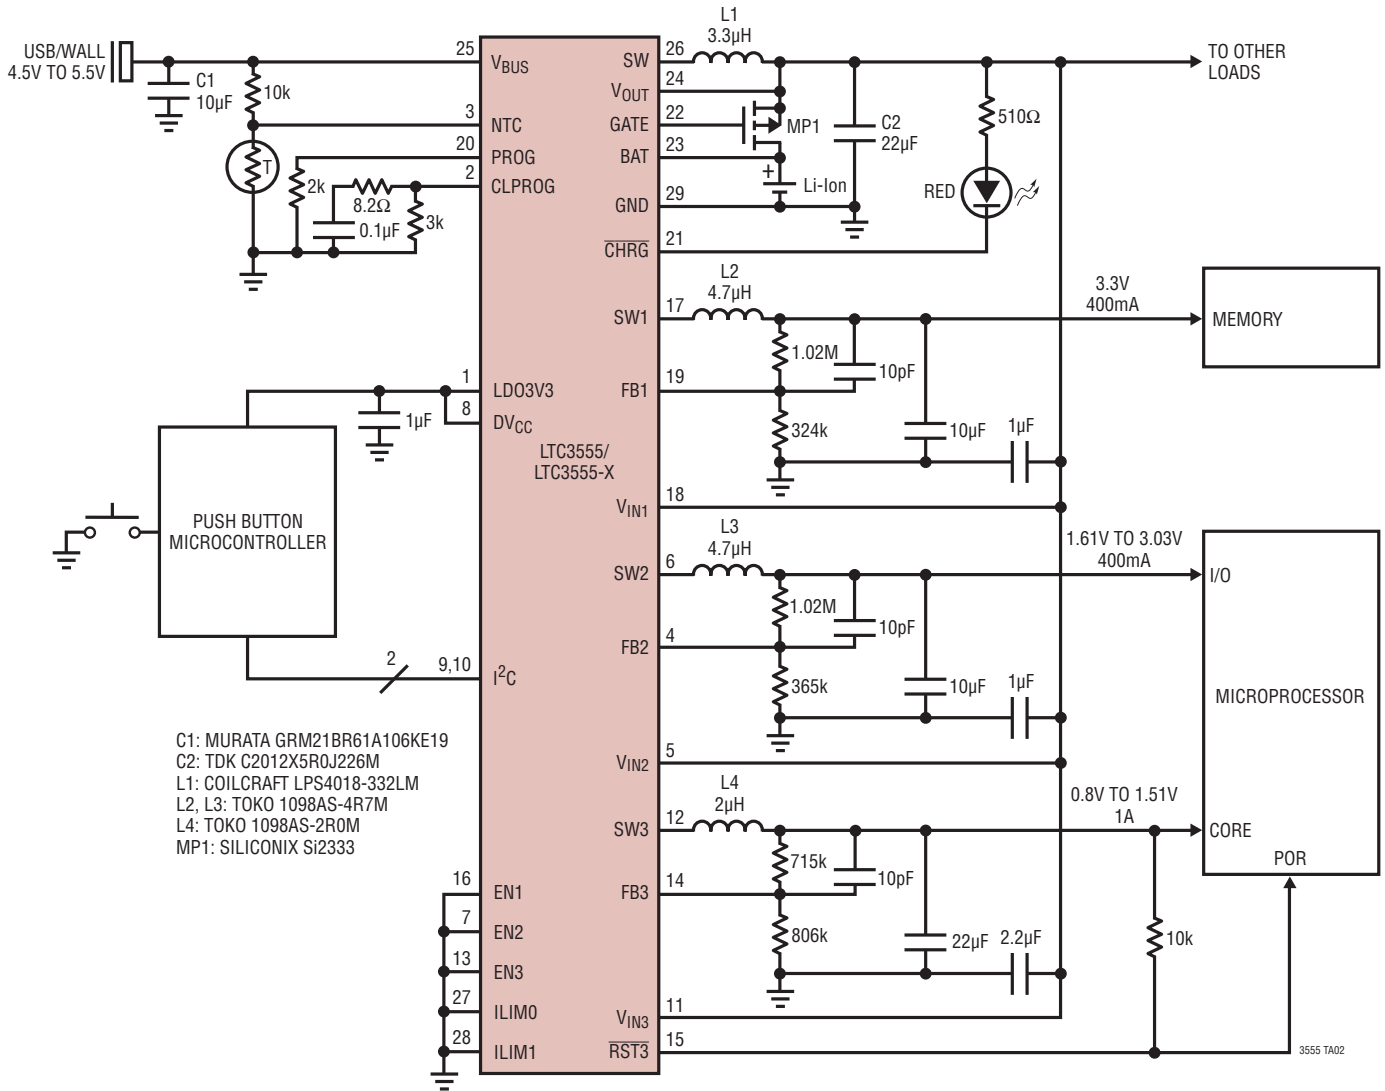 USB/WALL
4.5V TO 5.5V
C1
10µF
10k
T
2k
8.2Ω
0.1µF
3k
25
3
20
2
VBUS
NTC
PROG
CLPROG
1
8
LDO3V3
DVCC
1µF
LTC3555/
LTC3555-X
PUSH BUTTON
MICROCONTROLLER
2
9,10
I2C
C1: MURATA GRM21BR61A106KE19
C2: TDK C2012X5R0J226M
L1: COILCRAFT LPS4018-332LM
L2, L3: TOKO 1098AS-4R7M
L4: TOKO 1098AS-2R0M
MP1: SILICONIX Si2333
16
EN1
7
EN2
13
EN3
27
ILIM0
28
ILIM1
SW
26
L1
3.3µH
TO OTHER
LOADS
VOUT
24
GATE
22
MP1
C2
22µF
510Ω
BAT
23
+
Li-Ion
RED
GND
29
CHRG
21
L2
4.7µH
SW1
17
3.3V
400mA
MEMORY
1.02M
10pF
FB1
19
324k
10µF
1µF
VIN1
18
L3
4.7µH
SW2
6
1.61V TO 3.03V
400mA
I/O
1.02M
10pF
FB2
4
365k
10µF
1µF
MICROPROCESSOR
VIN2
5
L4
2µH
SW3
12
0.8V TO 1.51V
1A
CORE
POR
715k
10pF
FB3
14
806k
22µF
2.2µF
10k
VIN3
11
RST3
15
3555 TA02